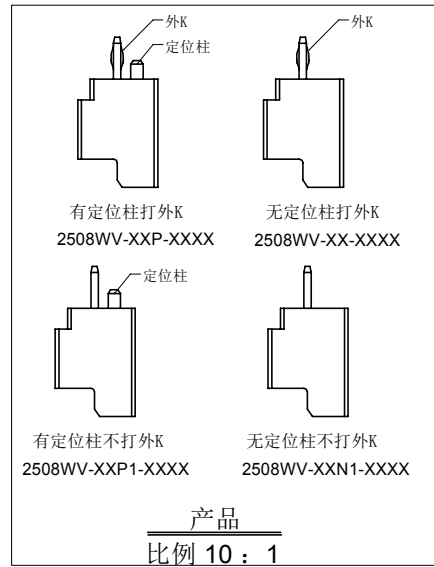 外K
定位柱
外K
有定位柱打外K
2508WV-XXP-XXXX
无定位柱打外K
2508WV-XX-XXXX
定位柱
有定位柱不打外K
2508WV-XXP1-XXXX
无定位柱不打外K
2508WV-XXN1-XXXX
产品
比例 10：1